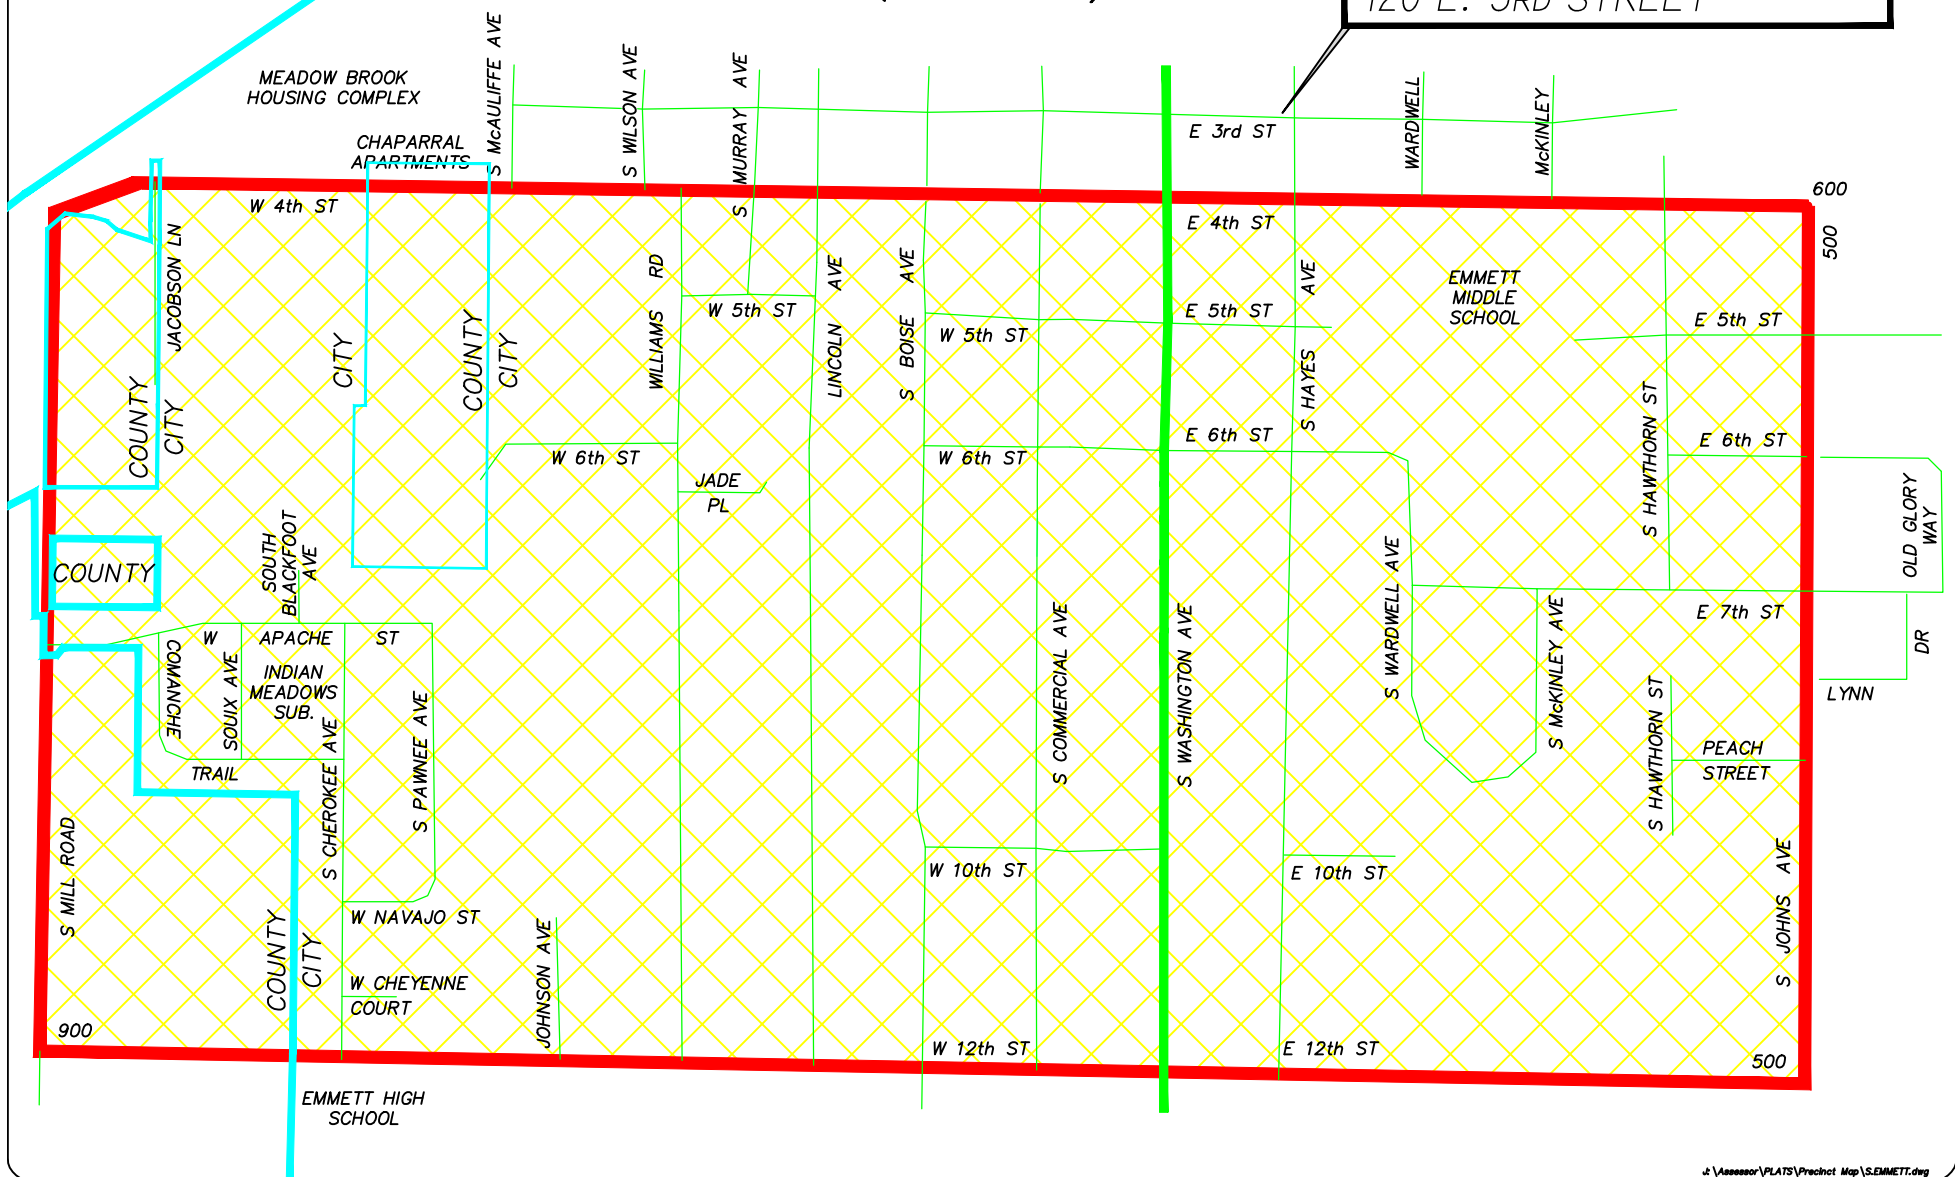 120 E. 3RD STREET
MEADOW BROOK
HOUSING COMPLEX
CHAPARRAL
APARTMENTS
S McAULIFFE AVE
S WILSON AVE
S MURRAY AVE
E 3rd ST
WARDWELL
McKINLEY
600
500
W 4th ST
E 4th ST
JACOBSON LN
COUNTY
CITY
CITY
COUNTY
CITY
WILLIAMS RD
W 5th ST
LINCOLN AVE
S BOISE AVE
W 5th ST
E 5th ST
S HAYES AVE
EMMETT
MIDDLE
SCHOOL
E 5th ST
W 6th ST
JADE
PL
W 6th ST
E 6th ST
S HAWTHORN ST
E 6th ST
OLD GLORY
WAY
COUNTY
SOUTH
BLACKFOOT
AVE
W APACHE ST
COMANICHE
TRAIL
SOUIX AVE
INDIAN
MEADOWS
SUB.
S CHEROKEE AVE
S PAWNEE AVE
S COMMERCIAL AVE
S WASHINGTON AVE
S WARDWELL AVE
S McKINLEY AVE
E 7th ST
LYNN
DR
S HAWTHORN ST
PEACH
STREET
S MILL ROAD
W 10th ST
E 10th ST
S JOHNS AVE
W NAVAJO ST
COUNTY
CITY
W CHEYENNE
COURT
JOHNSON AVE
900
W 12th ST
E 12th ST
500
EMMETT HIGH
SCHOOL
J:\Assessor\PLATS\Precinct Map\S.EMMETT.dwg